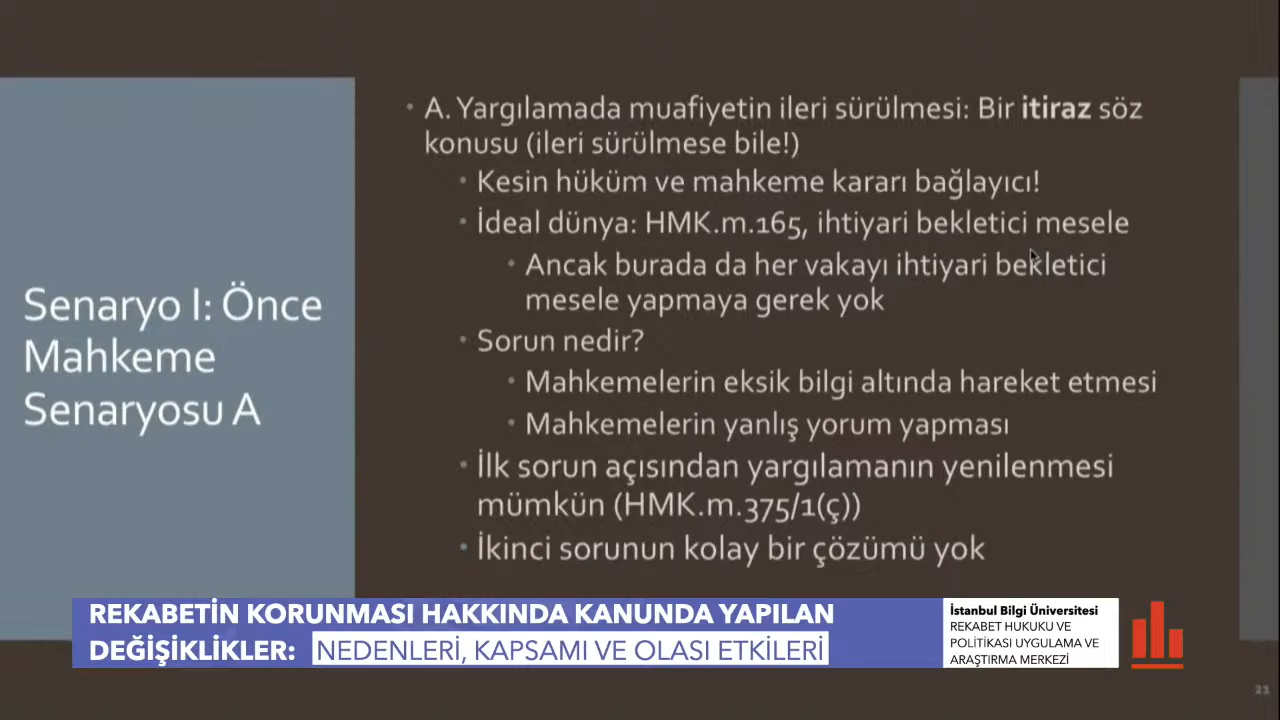 Senaryo I: Önce
Mahkeme
Senaryosu A
• A. Yargılamada muafiyetin ileri sürülmesi: Bir itiraz söz
konusu (ileri sürülmese bile!)
• Kesin hüküm ve mahkeme kararı bağlayıcı!
• İdeal dünya: HMK.m.165, ihtiyari bekletici mesele
• Ancak burada da her vakayı ihtiyari bekletici
mesele yapmaya gerek yok
• Sorun nedir?
• Mahkemelerin eksik bilgi altında hareket etmesi
• Mahkemelerin yanlış yorum yapması
• İlk sorun açısından yargılamanın yenilenmesi
mümkün (HMK.m.375/1(ç))
• İkinci sorunun kolay bir çözümü yok
REKABETİN KORUNMASI HAKKINDA KANUNDA YAPILAN
DEĞİŞİKLİKLER: NEDENLERİ, KAPSAMI VE OLASI ETKİLERİ
İstanbul Bilgi Üniversitesi
REKABET HUKUKU VE
POLİTİKASI UYGULAMA VE
ARAŞTIRMA MERKEZİ
21